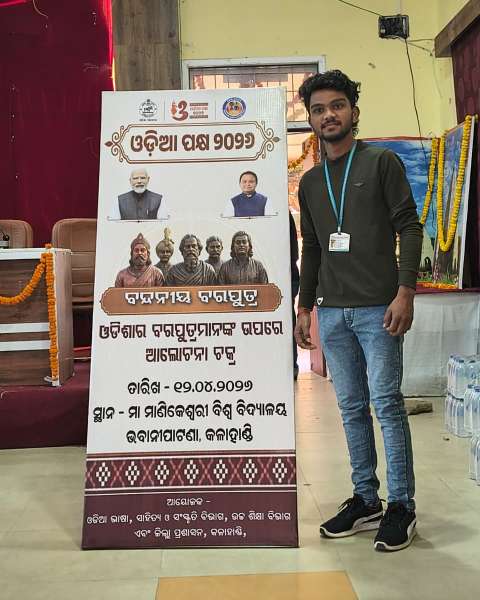 ଓଡ଼ିଆ ପକ୍ଷ ୨୦୨୬
ବନ୍ଦନୀୟ ବରପୁତ୍ର
ଓଡ଼ିଶାର ବରପୁତ୍ରମାନଙ୍କ ଉପରେ
ଆଲୋଚନା ଚକ୍ର
ତାରିଖ - ୧୨.୦୪.୨୦୨୬
ସ୍ଥାନ - ମା ମାଣିକେଶ୍ୱରୀ ବିଶ୍ୱ ବିଦ୍ୟାଳୟ
ଭବାନୀପାଟଣା, କଳାହାଣ୍ଡି
ଆୟୋଜକ -
ଓଡିଆ ଭାଷା, ସାହିତ୍ୟ ଓ ସଂସ୍କୃତି ବିଭାଗ, ଉଚ୍ଚ ଶିକ୍ଷା ବିଭାଗ
ଏବଂ ଜିଲ୍ଲା ପ୍ରଶାସନ, କଳାହାଣ୍ଡି,